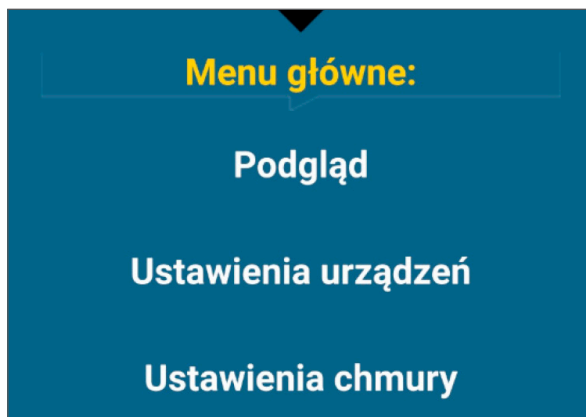 Menu główne:
Podgląd
Ustawienia urządzeń
Ustawienia chmury